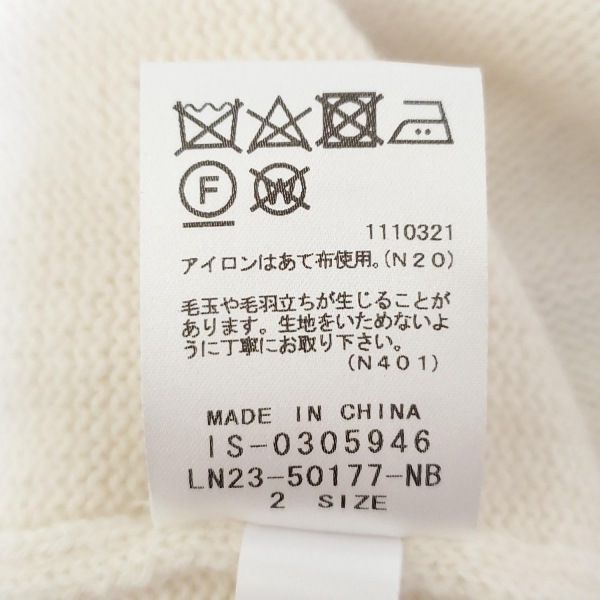 F W
1110321
アイロンはあて布使用。(N20)
毛玉や毛羽立ちが生じることが
あります。生地をいためないよ
うに丁寧にお取り下さい。
(N401)
MADE IN CHINA
IS-0305946
LN23-50177-NB
2 SIZE